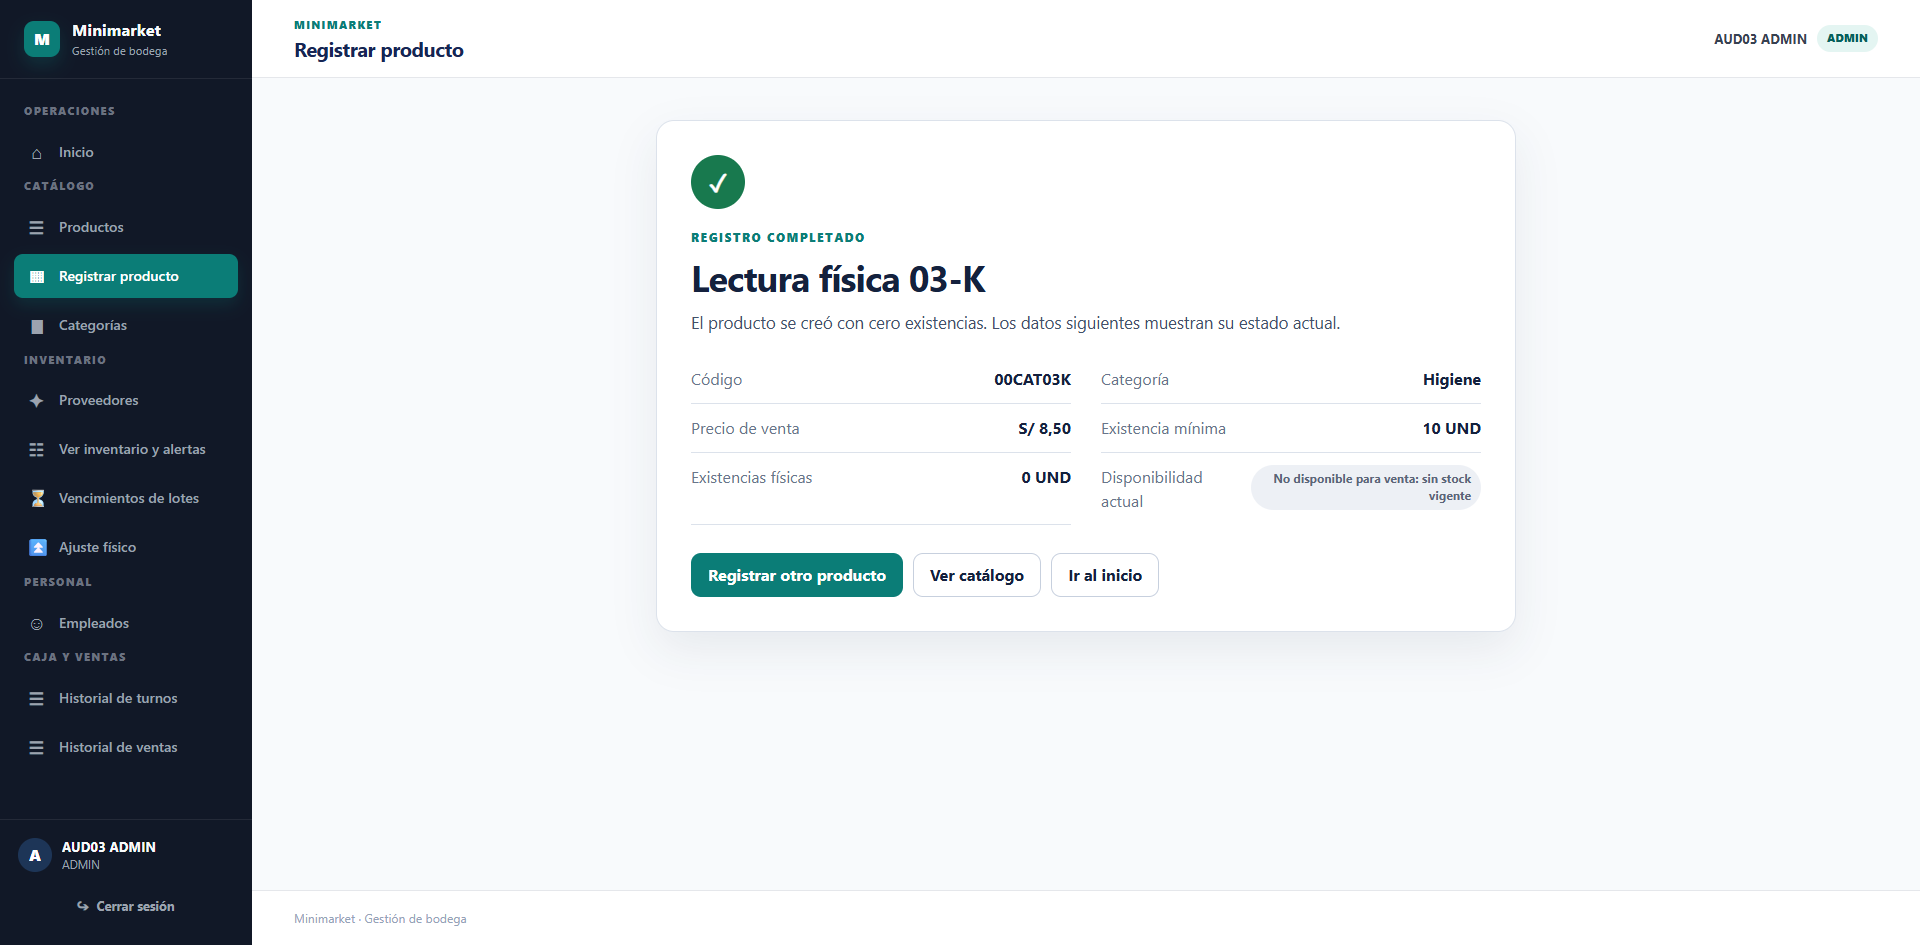 M
Minimarket
Gestión de bodega
OPERACIONES
Inicio
CATÁLOGO
Productos
Registrar producto
Categorías
INVENTARIO
Proveedores
Ver inventario y alertas
Vencimientos de lotes
Ajuste físico
PERSONAL
Empleados
CAJA Y VENTAS
Historial de turnos
Historial de ventas
A
AUD03 ADMIN
ADMIN
Cerrar sesión
MINIMARKET
Registrar producto
AUD03 ADMIN ADMIN
REGISTRO COMPLETADO
Lectura física 03-K
El producto se creó con cero existencias. Los datos siguientes muestran su estado actual.
Código 00CAT03K
Categoría Higiene
Precio de venta S/ 8,50
Existencia mínima 10 UND
Existencias físicas 0 UND
Disponibilidad
actual
No disponible para venta: sin stock
vigente
Registrar otro producto
Ver catálogo
Ir al inicio
Minimarket · Gestión de bodega